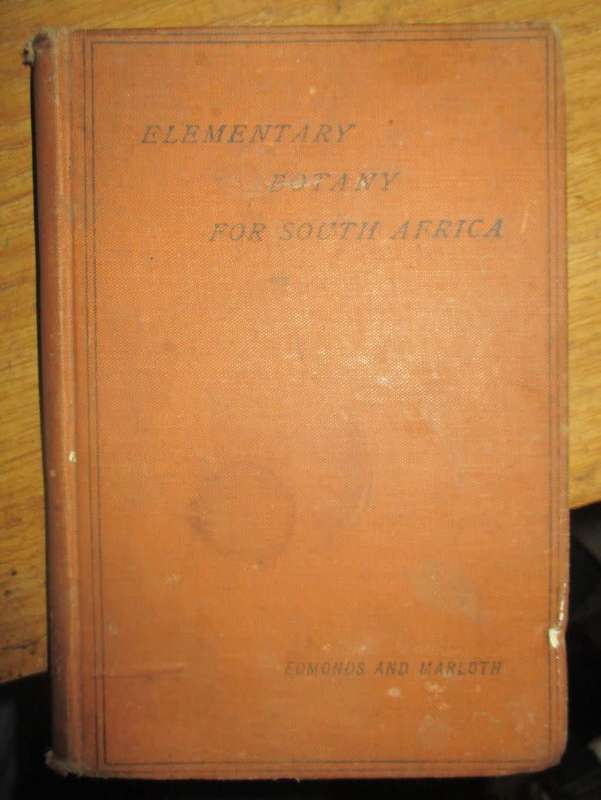 ELEMENTARY
BOTANY
FOR SOUTH AFRICA
EDMONDS AND MARLOTH